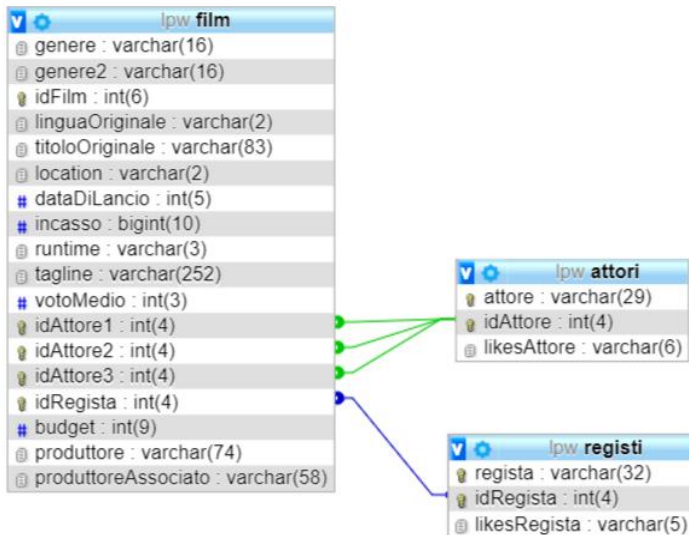 lpw film
genere : varchar(16)
genere2 : varchar(16)
idFilm : int(6)
linguaOriginale : varchar(2)
titoloOriginale : varchar(83)
location : varchar(2)
# dataDiLancio : int(5)
# incasso : bigint(10)
runtime : varchar(3)
tagline : varchar(252)
# votoMedio : int(3)
idAttore1 : int(4)
idAttore2 : int(4)
idAttore3 : int(4)
idRegista : int(4)
# budget : int(9)
produttore : varchar(74)
produttoreAssociato : varchar(58)
lpw attori
attore : varchar(29)
idAttore : int(4)
likesAttore : varchar(6)
lpw registi
regista : varchar(32)
idRegista : int(4)
likesRegista : varchar(5)